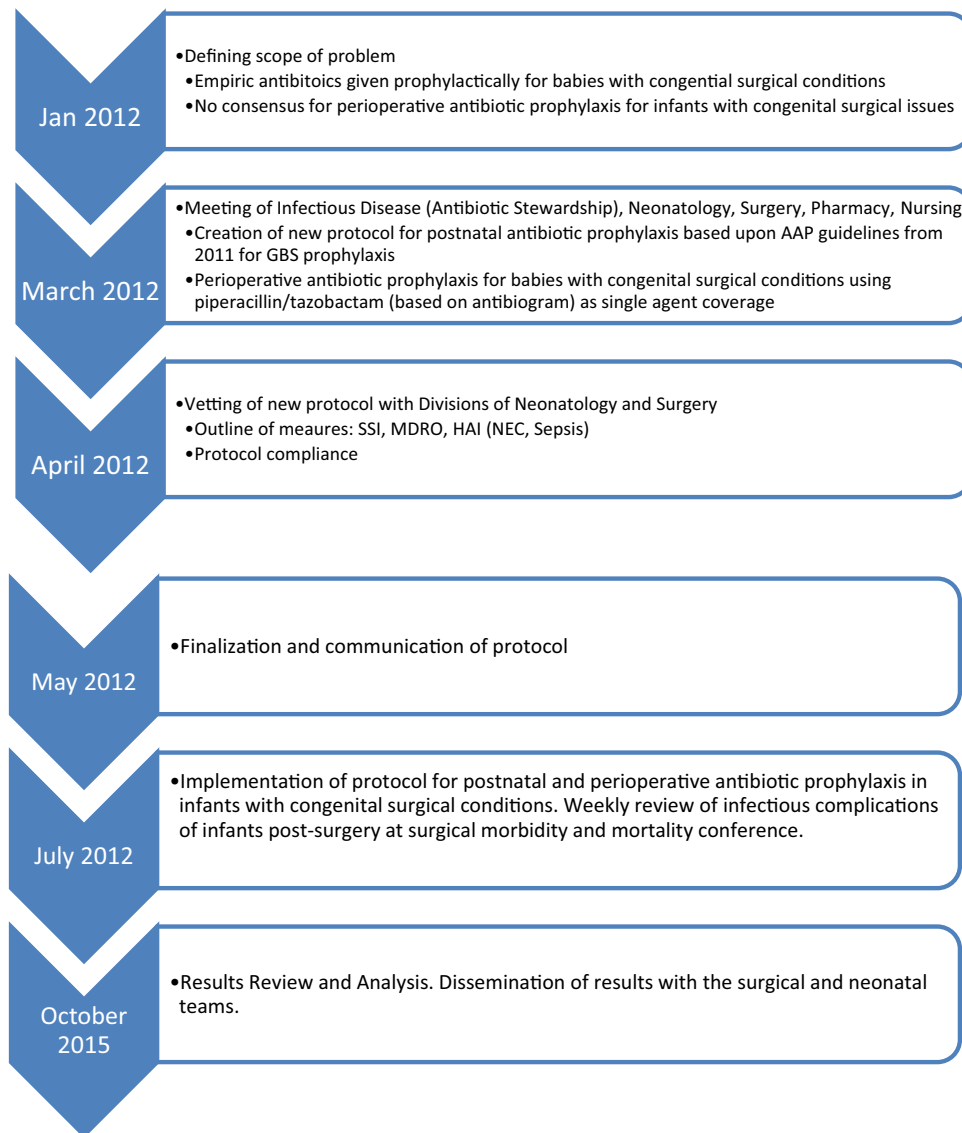 Jan 2012
•Defining scope of problem
•Empiric antibitoics given prophylactically for babies with congential surgical conditions
•No consensus for perioperative antibiotic prophylaxis for infants with congenital surgical issues
March 2012
•Meeting of Infectious Disease (Antibiotic Stewardship), Neonatology, Surgery, Pharmacy, Nursing
•Creation of new protocol for postnatal antibiotic prophylaxis based upon AAP guidelines from
2011 for GBS prophylaxis
•Perioperative antibiotic prophylaxis for babies with congenital surgical conditions using
piperacillin/tazobactam (based on antibiogram) as single agent coverage
April 2012
•Vetting of new protocol with Divisions of Neonatology and Surgery
•Outline of meaures: SSI, MDRO, HAI (NEC, Sepsis)
•Protocol compliance
May 2012
•Finalization and communication of protocol
July 2012
•Implementation of protocol for postnatal and perioperative antibiotic prophylaxis in
infants with congenital surgical conditions. Weekly review of infectious complications
of infants post-surgery at surgical morbidity and mortality conference.
October
2015
•Results Review and Analysis. Dissemination of results with the surgical and neonatal
teams.